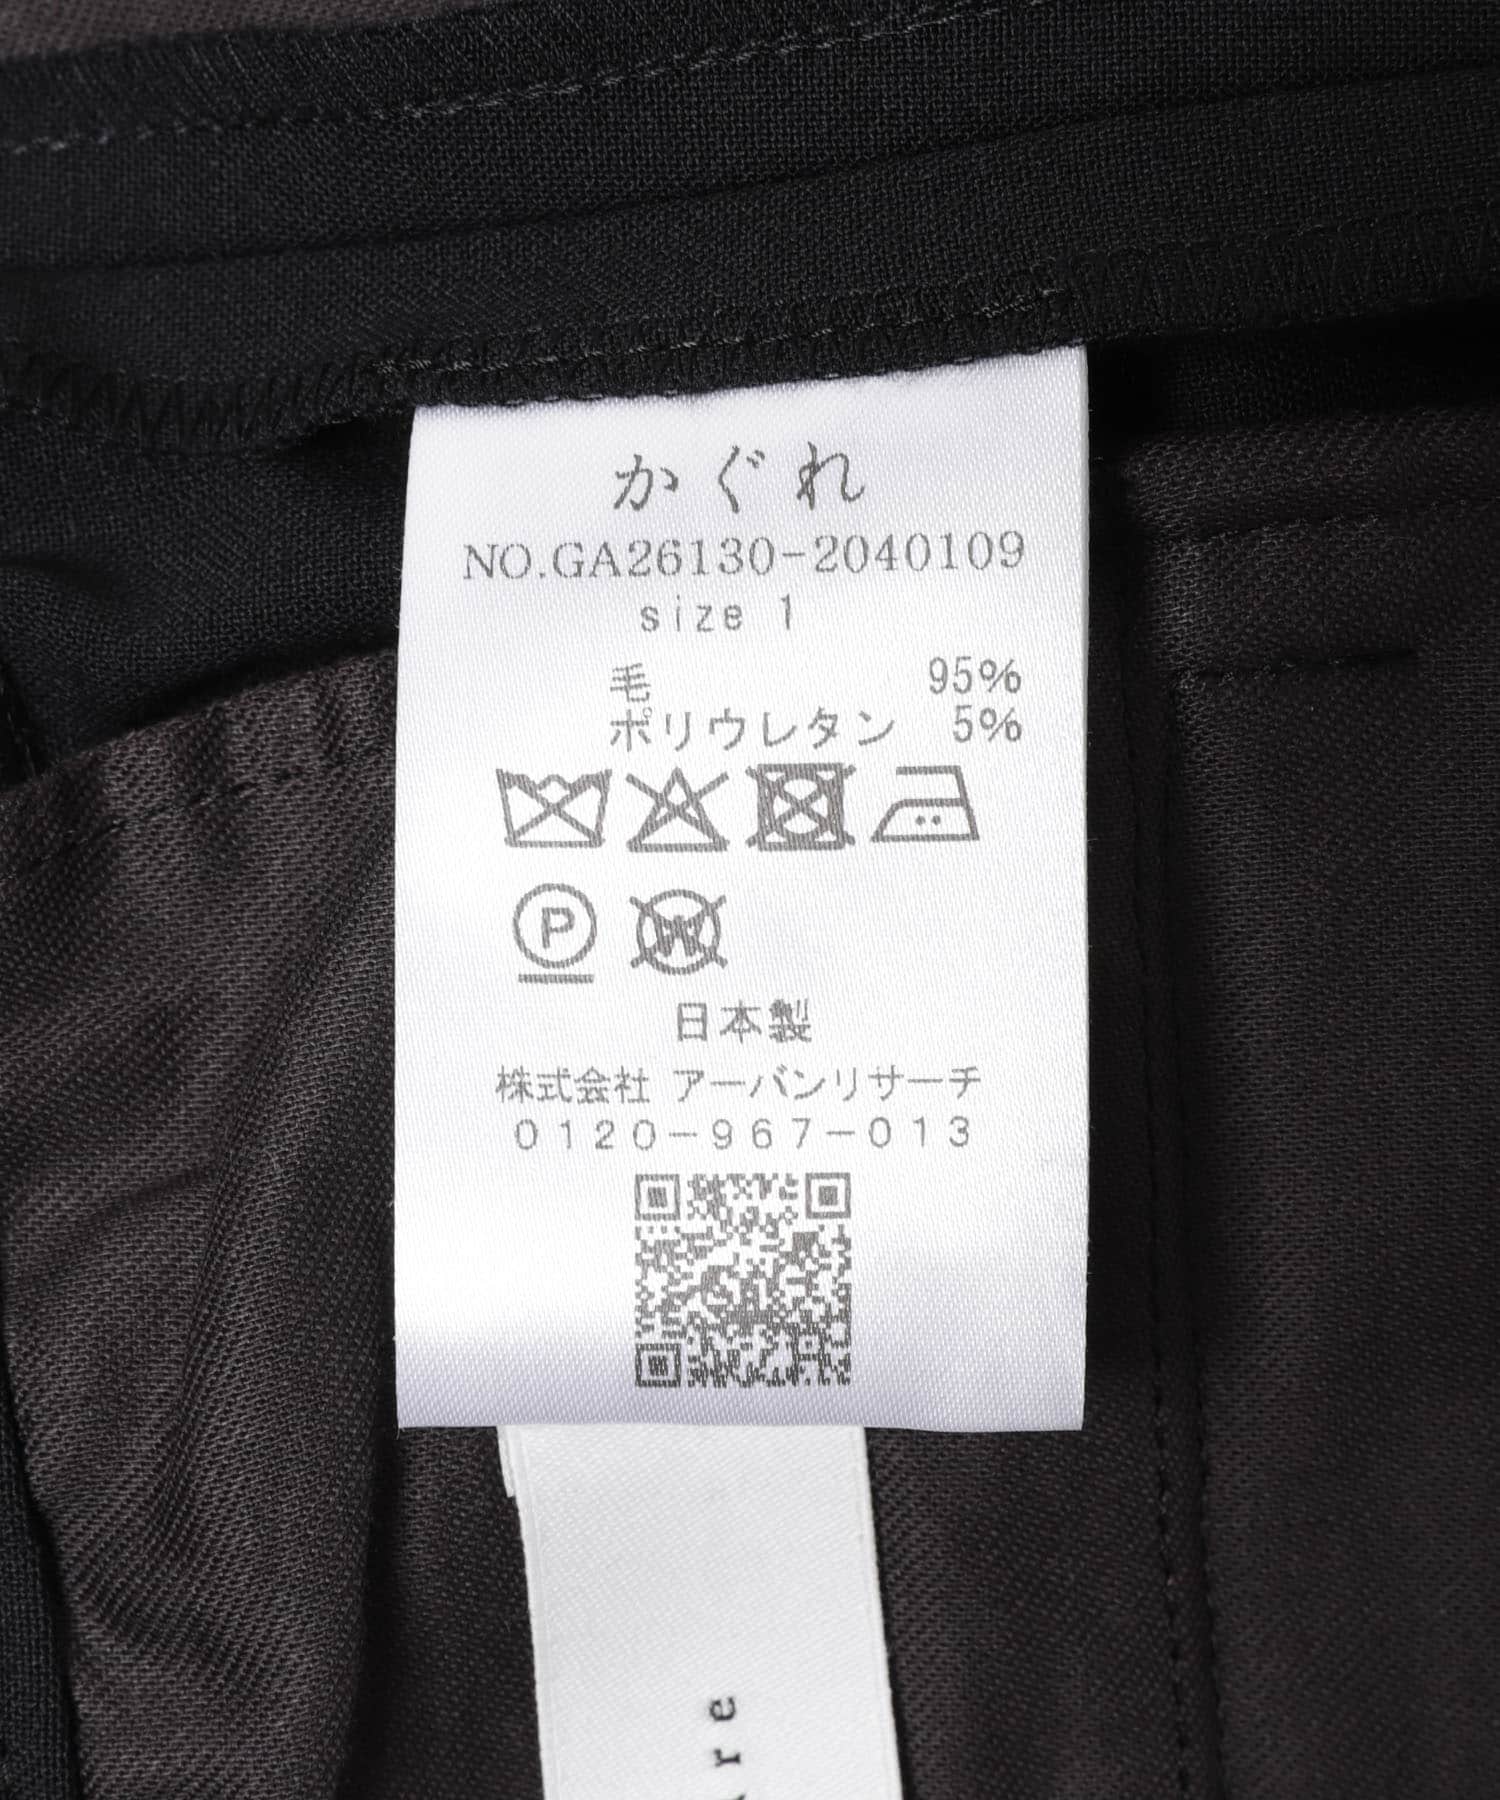 かぐれ
NO.GA26130-2040109
size 1
毛 95%
ポリウレタン 5%
P
W
日本製
株式会社 アーバンリサーチ
0120-967-013
re